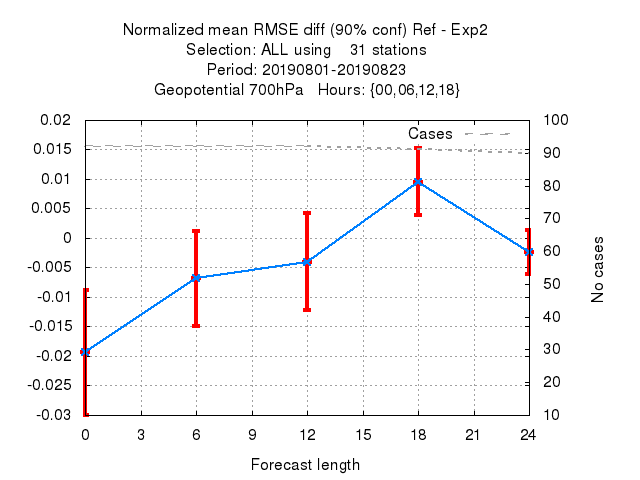 Normalized mean RMSE diff (90% conf) Ref - Exp2
Selection: ALL using    31 stations
Period: 20190801-20190823
Geopotential 700hPa   Hours: {00,06,12,18}
Cases
0.02
0.015
0.01
0.005
0
-0.005
-0.01
-0.015
-0.02
-0.025
-0.03
100
90
80
70
60
50
40
30
20
10
No cases
0 3 6 9 12 15 18 21 24
Forecast length